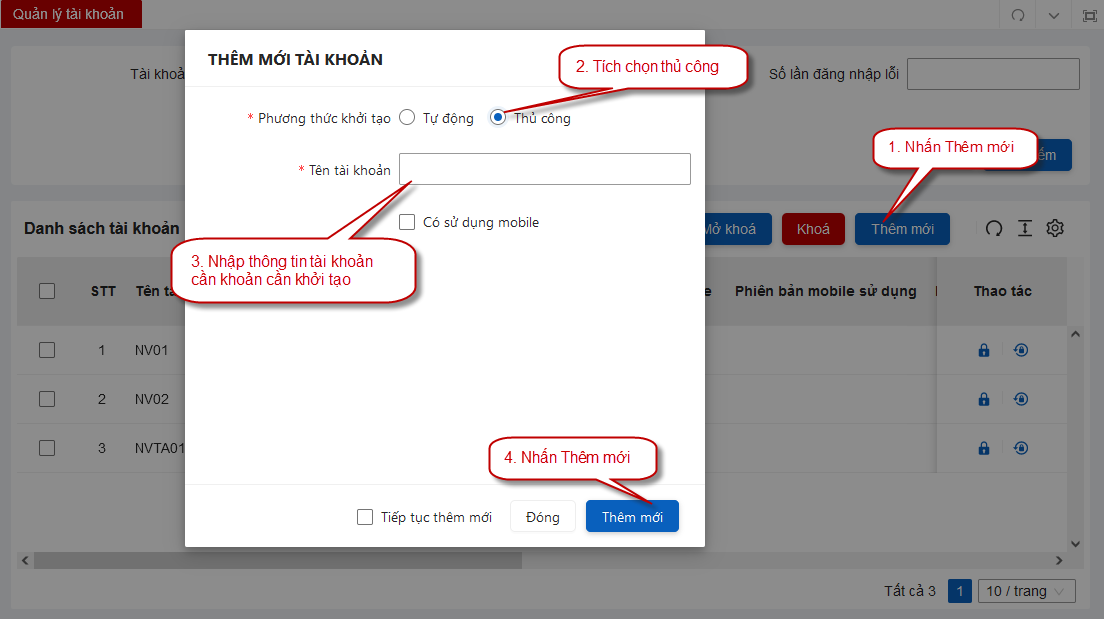 Quản lý tài khoản
THÊM MỚI TÀI KHOẢN
2. Tích chọn thủ công
Tài khoả
Số lần đăng nhập lỗi
* Phương thức khởi tạo
Tự động
Thủ công
1. Nhấn Thêm mới
ếm
* Tên tài khoản
Có sử dụng mobile
Danh sách tài khoản
Mở khoá
Khoá
Thêm mới
3. Nhập thông tin tài khoản
cần khoản cần khởi tạo
STT
Tên tà
e
Phiên bản mobile sử dụng
Thao tác
1
NV01
2
NV02
3
NVTA01
4. Nhấn Thêm mới
Tiếp tục thêm mới
Đóng
Thêm mới
Tất cả 3
1
10 / trang